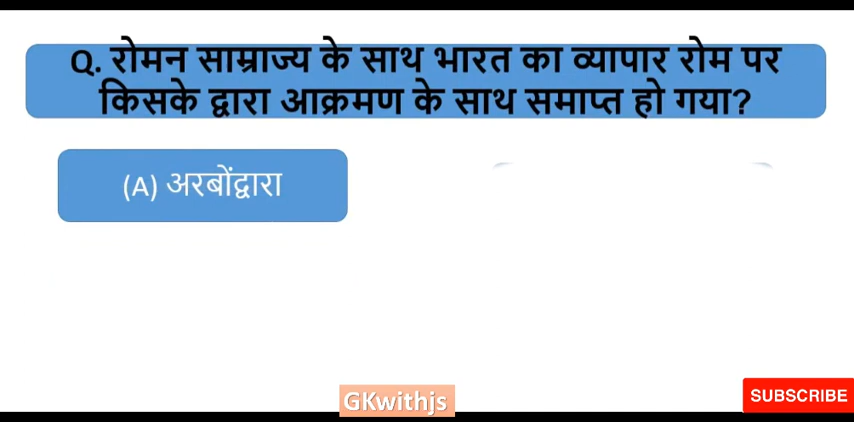 Q. रोमन साम्राज्य के साथ भारत का व्यापार रोम पर
किसके द्वारा आक्रमण के साथ समाप्त हो गया?
(A) अरबोंद्वारा
GKwithjs
SUBSCRIBE